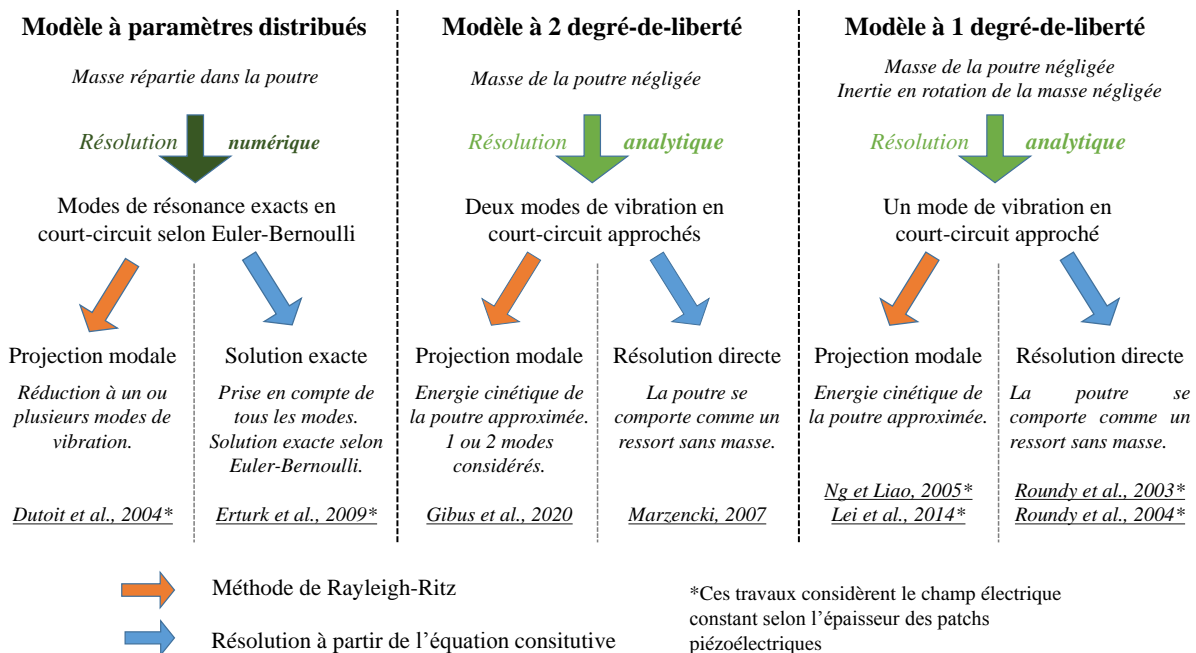 Modèle à paramètres distribués
Masse répartie dans la poutre
Résolution numérique
Modes de résonance exacts en
court-circuit selon Euler-Bernoulli
Projection modale
Réduction à un ou
plusieurs modes de
vibration.
Dutoit et al., 2004*
Solution exacte
Prise en compte de
tous les modes.
Solution exacte selon
Euler-Bernoulli.
Erturk et al., 2009*
Modèle à 2 degré-de-liberté
Masse de la poutre négligée
Résolution analytique
Deux modes de vibration en
court-circuit approchés
Projection modale
Energie cinétique de
la poutre approximée.
1 ou 2 modes
considérés.
Gibus et al., 2020
Résolution directe
La poutre se
comporte comme un
ressort sans masse.
Marzencki, 2007
Modèle à 1 degré-de-liberté
Masse de la poutre négligée
Inertie en rotation de la masse négligée
Résolution analytique
Un mode de vibration en
court-circuit approché
Projection modale
Energie cinétique de
la poutre approximée.
Ng et Liao, 2005*
Lei et al., 2014*
Résolution directe
La poutre se
comporte comme un
ressort sans masse.
Roundy et al., 2003*
Roundy et al., 2004*
Méthode de Rayleigh-Ritz
Résolution à partir de l’équation consitutive
*Ces travaux considèrent le champ électrique
constant selon l’épaisseur des patchs
piézoélectriques